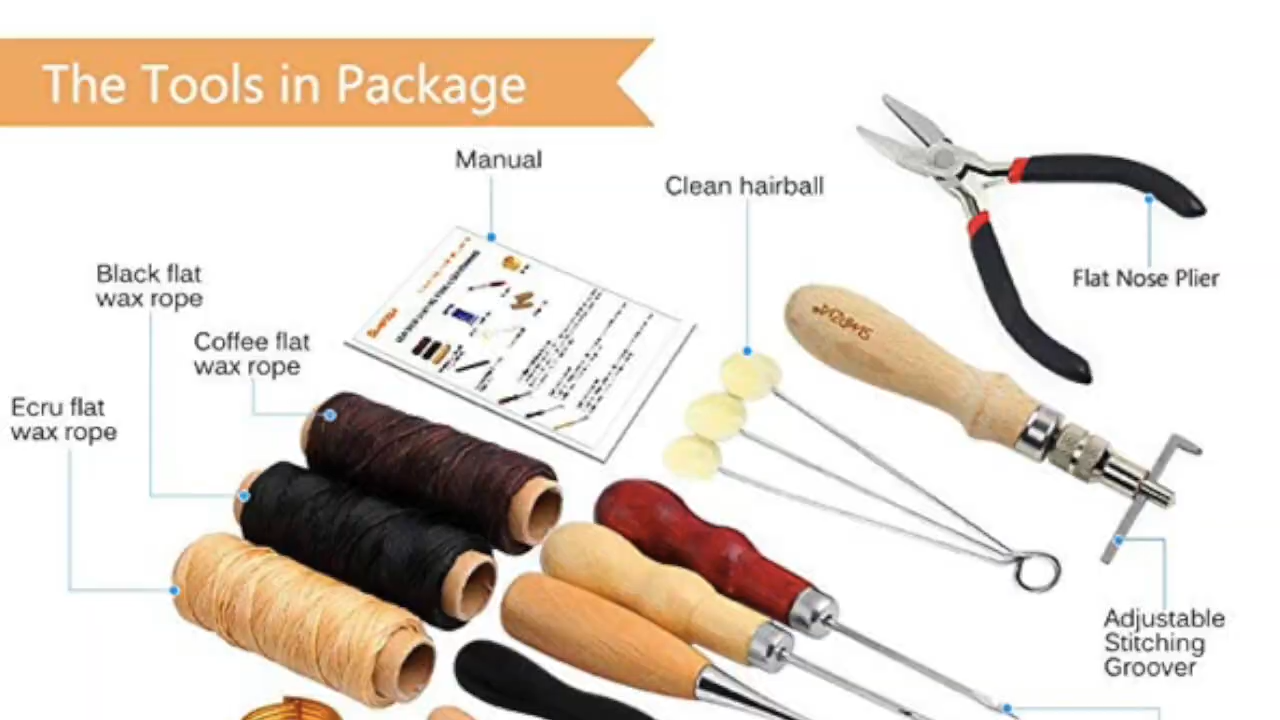 The Tools in Package
Manual
Clean hairball
Black flat
wax rope
Flat Nose Plier
Coffee flat
wax rope
Ecru flat
wax rope
Adjustable
Stitching
Groover